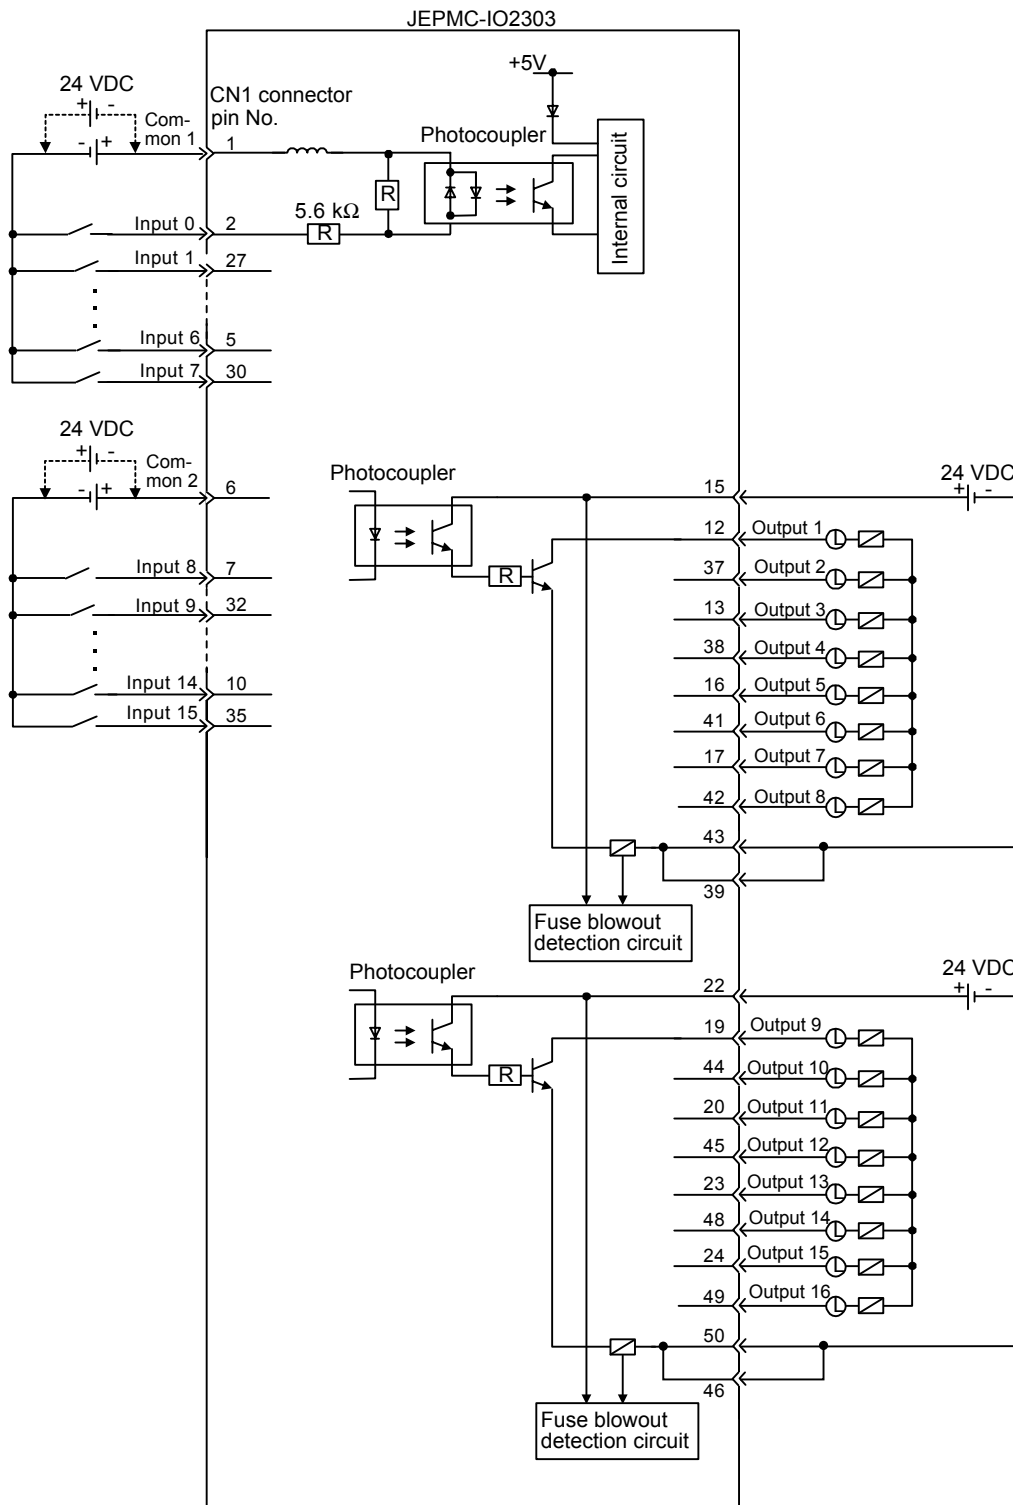 JEPMC-IO2303
+5V
24 VDC
+ -
CN1 connector
pin No.
Com-
mon 1
- +
1
Photocoupler
Internal circuit
R
5.6 kΩ
Input 0 2
R
Input 1 27
Input 6 5
Input 7 30
24 VDC
+ -
Com-
mon 2
- +
6
Input 8 7
Input 9 32
Input 14 10
Input 15 35
Photocoupler
15
24 VDC
+ -
12 Output 1 L
R
37 Output 2 L
13 Output 3 L
38 Output 4 L
16 Output 5 L
41 Output 6 L
17 Output 7 L
42 Output 8 L
43
39
Fuse blowout
detection circuit
Photocoupler
22
24 VDC
+ -
19 Output 9 L
R
44 Output 10 L
20 Output 11 L
45 Output 12 L
23 Output 13 L
48 Output 14 L
24 Output 15 L
49 Output 16 L
50
46
Fuse blowout
detection circuit